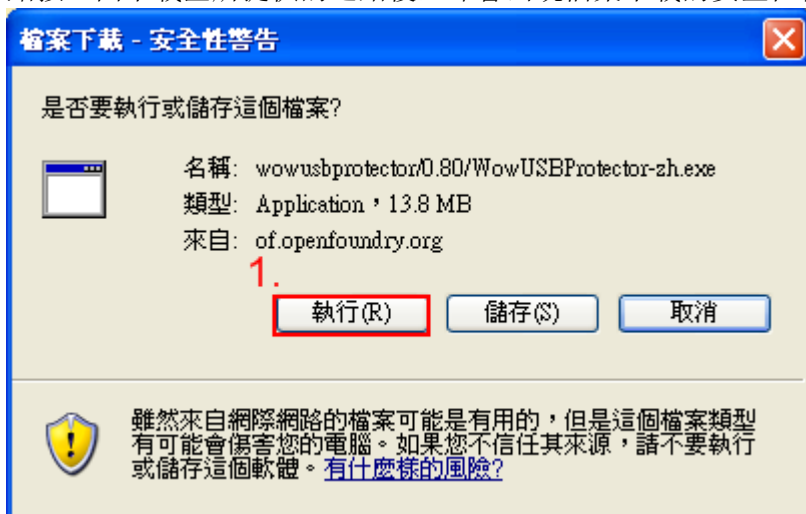 檔案下載 - 安全性警告
是否要執行或儲存這個檔案?
名稱: wowusbprotector/0.80/WowUSBProtector-zh.exe
類型: Application，13.8 MB
來自: of.openfoundry.org
1.
執行(R) 儲存(S) 取消
雖然來自網際網路的檔案可能是有用的，但是這個檔案類型
有可能會傷害您的電腦。如果您不信任其來源，請不要執行
或儲存這個軟體。有什麼樣的風險?